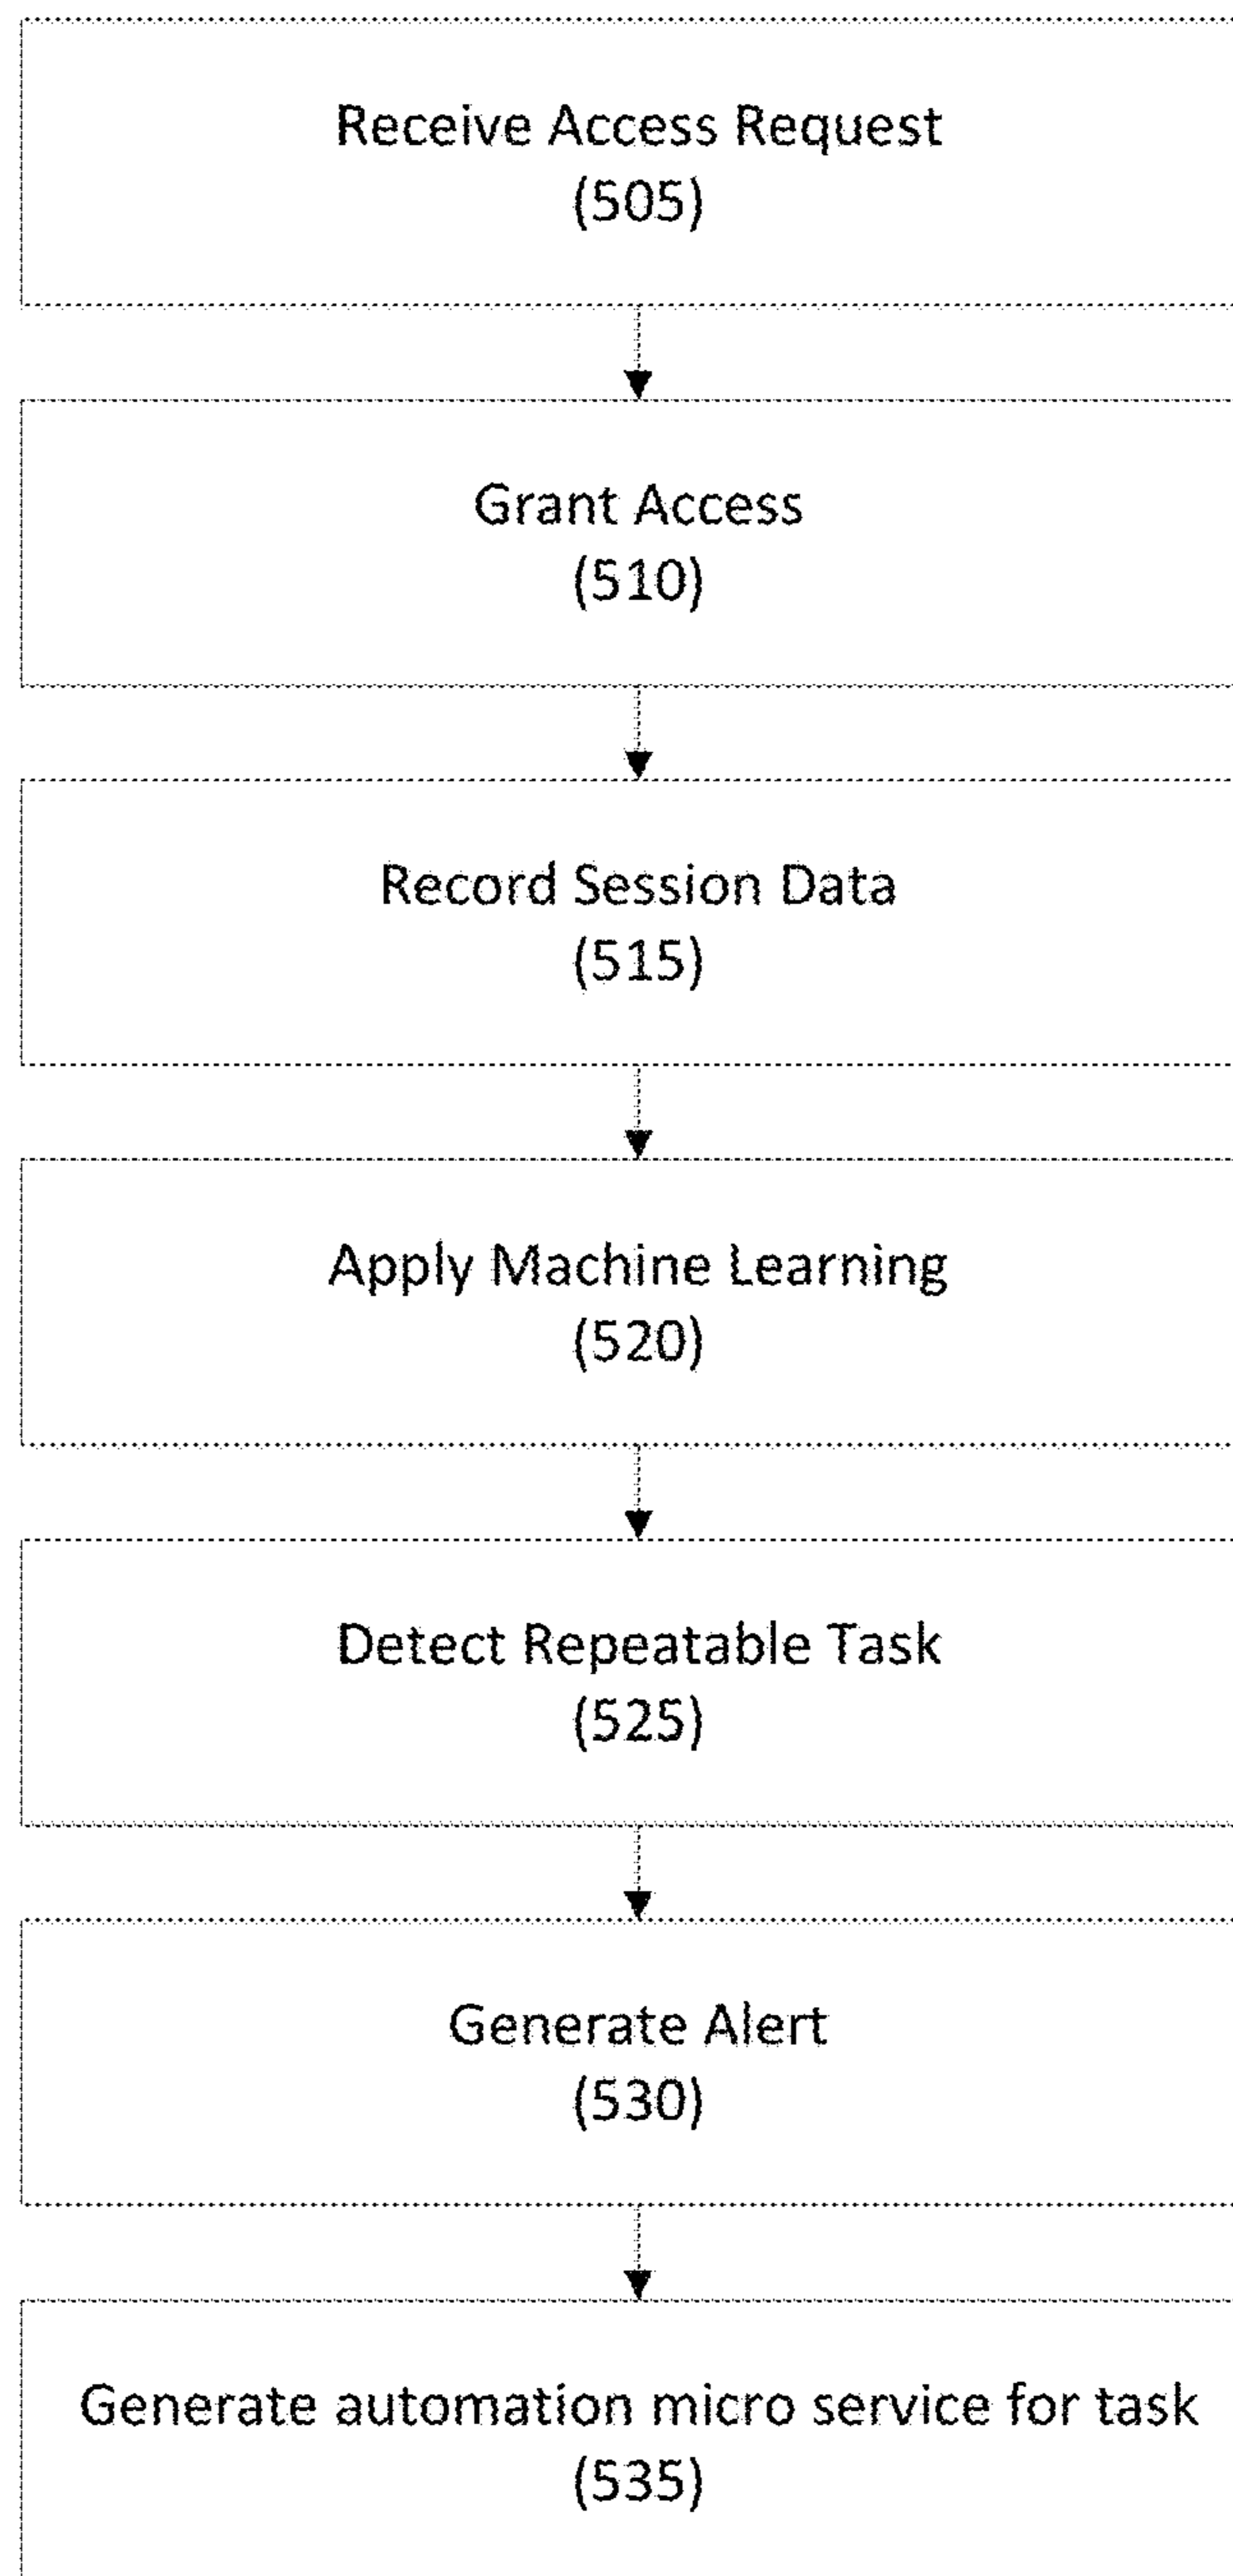 Receive Access Request
(505)
Grant Access
(510)
Record Session Data
(515)
Apply Machine Learning
(520)
Detect Repeatable Task
(525)
Generate Alert
(530)
Generate automation micro service for task
(535)